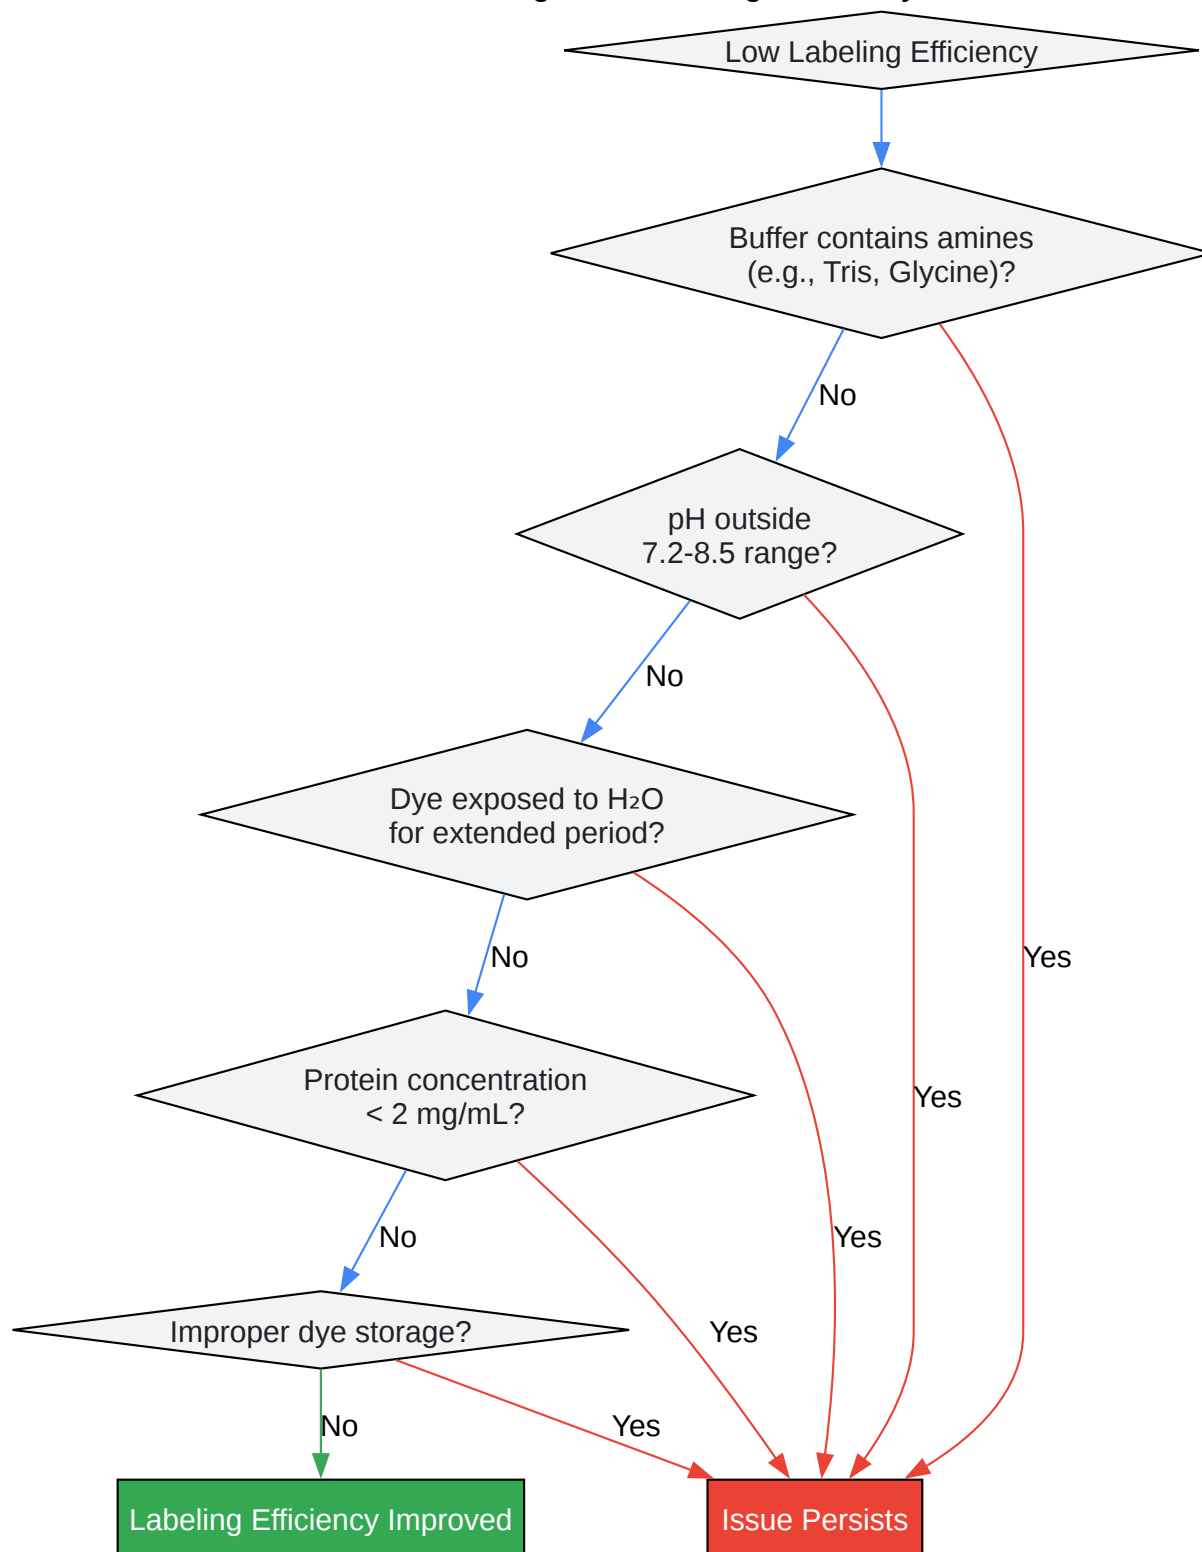 Low Labeling Efficiency
Buffer contains amines
(e.g., Tris, Glycine)?
No
pH outside
7.2-8.5 range?
No
Dye exposed to H₂O
for extended period?
No
Yes
Protein concentration
< 2 mg/mL?
Yes
No
Yes
Improper dye storage?
Yes
No
Yes
Labeling Efficiency Improved
Issue Persists